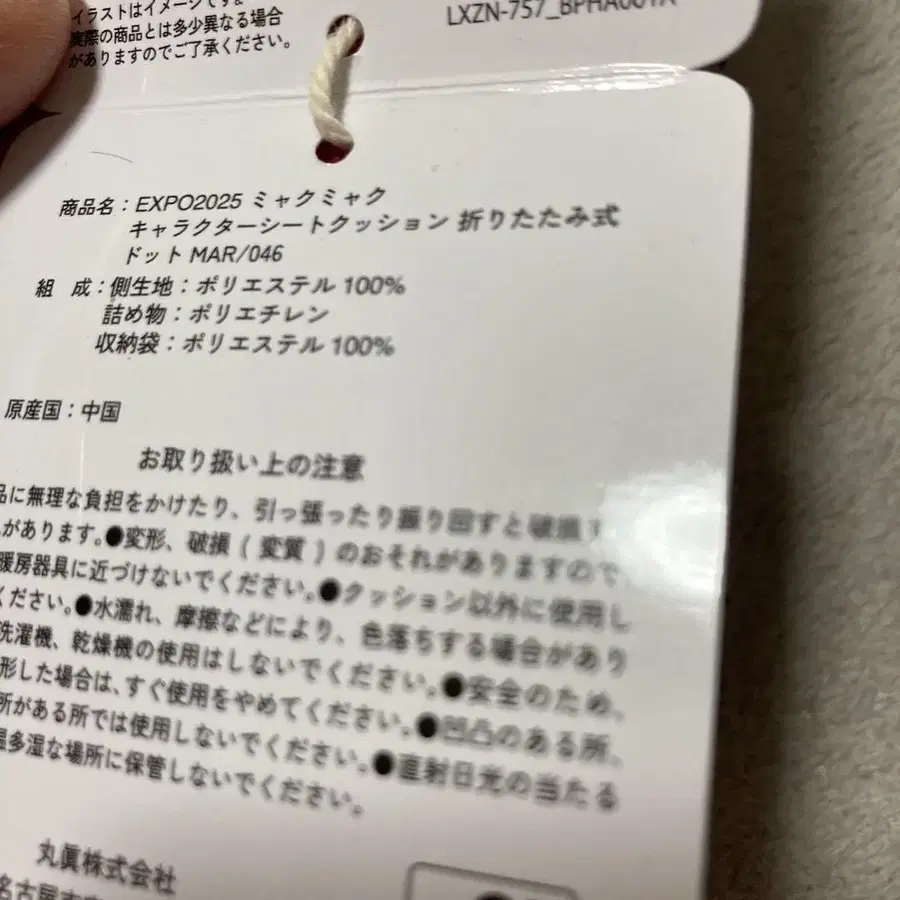 イラストはイメージです。
実際の商品とは多少異なる場合
がありますのでご了承ください。
商品名：EXPO2025 ミャクミャク
キャラクターシートクッション 折りたたみ式
ドット MAR/046
組 成：側生地：ポリエステル 100%
詰め物：ポリエチレン
収納袋：ポリエステル 100%
原産国：中国
お取り扱い上の注意
品に無理な負担をかけたり、引っ張ったり振り回すと破損
があります。●変形、破損（変質）のおそれがありますので、
暖房器具に近づけないでください。●クッション以外に使用し
ください。●水濡れ、摩擦などにより、色落ちする場合があり
洗濯機、乾燥機の使用はしないでください。●安全のため、
形した場合は、すぐ使用をやめてください。●凹凸のある所、
所がある所では使用しないでください。●直射日光の当たる
温多湿な場所に保管しないでください。
丸眞株式会社